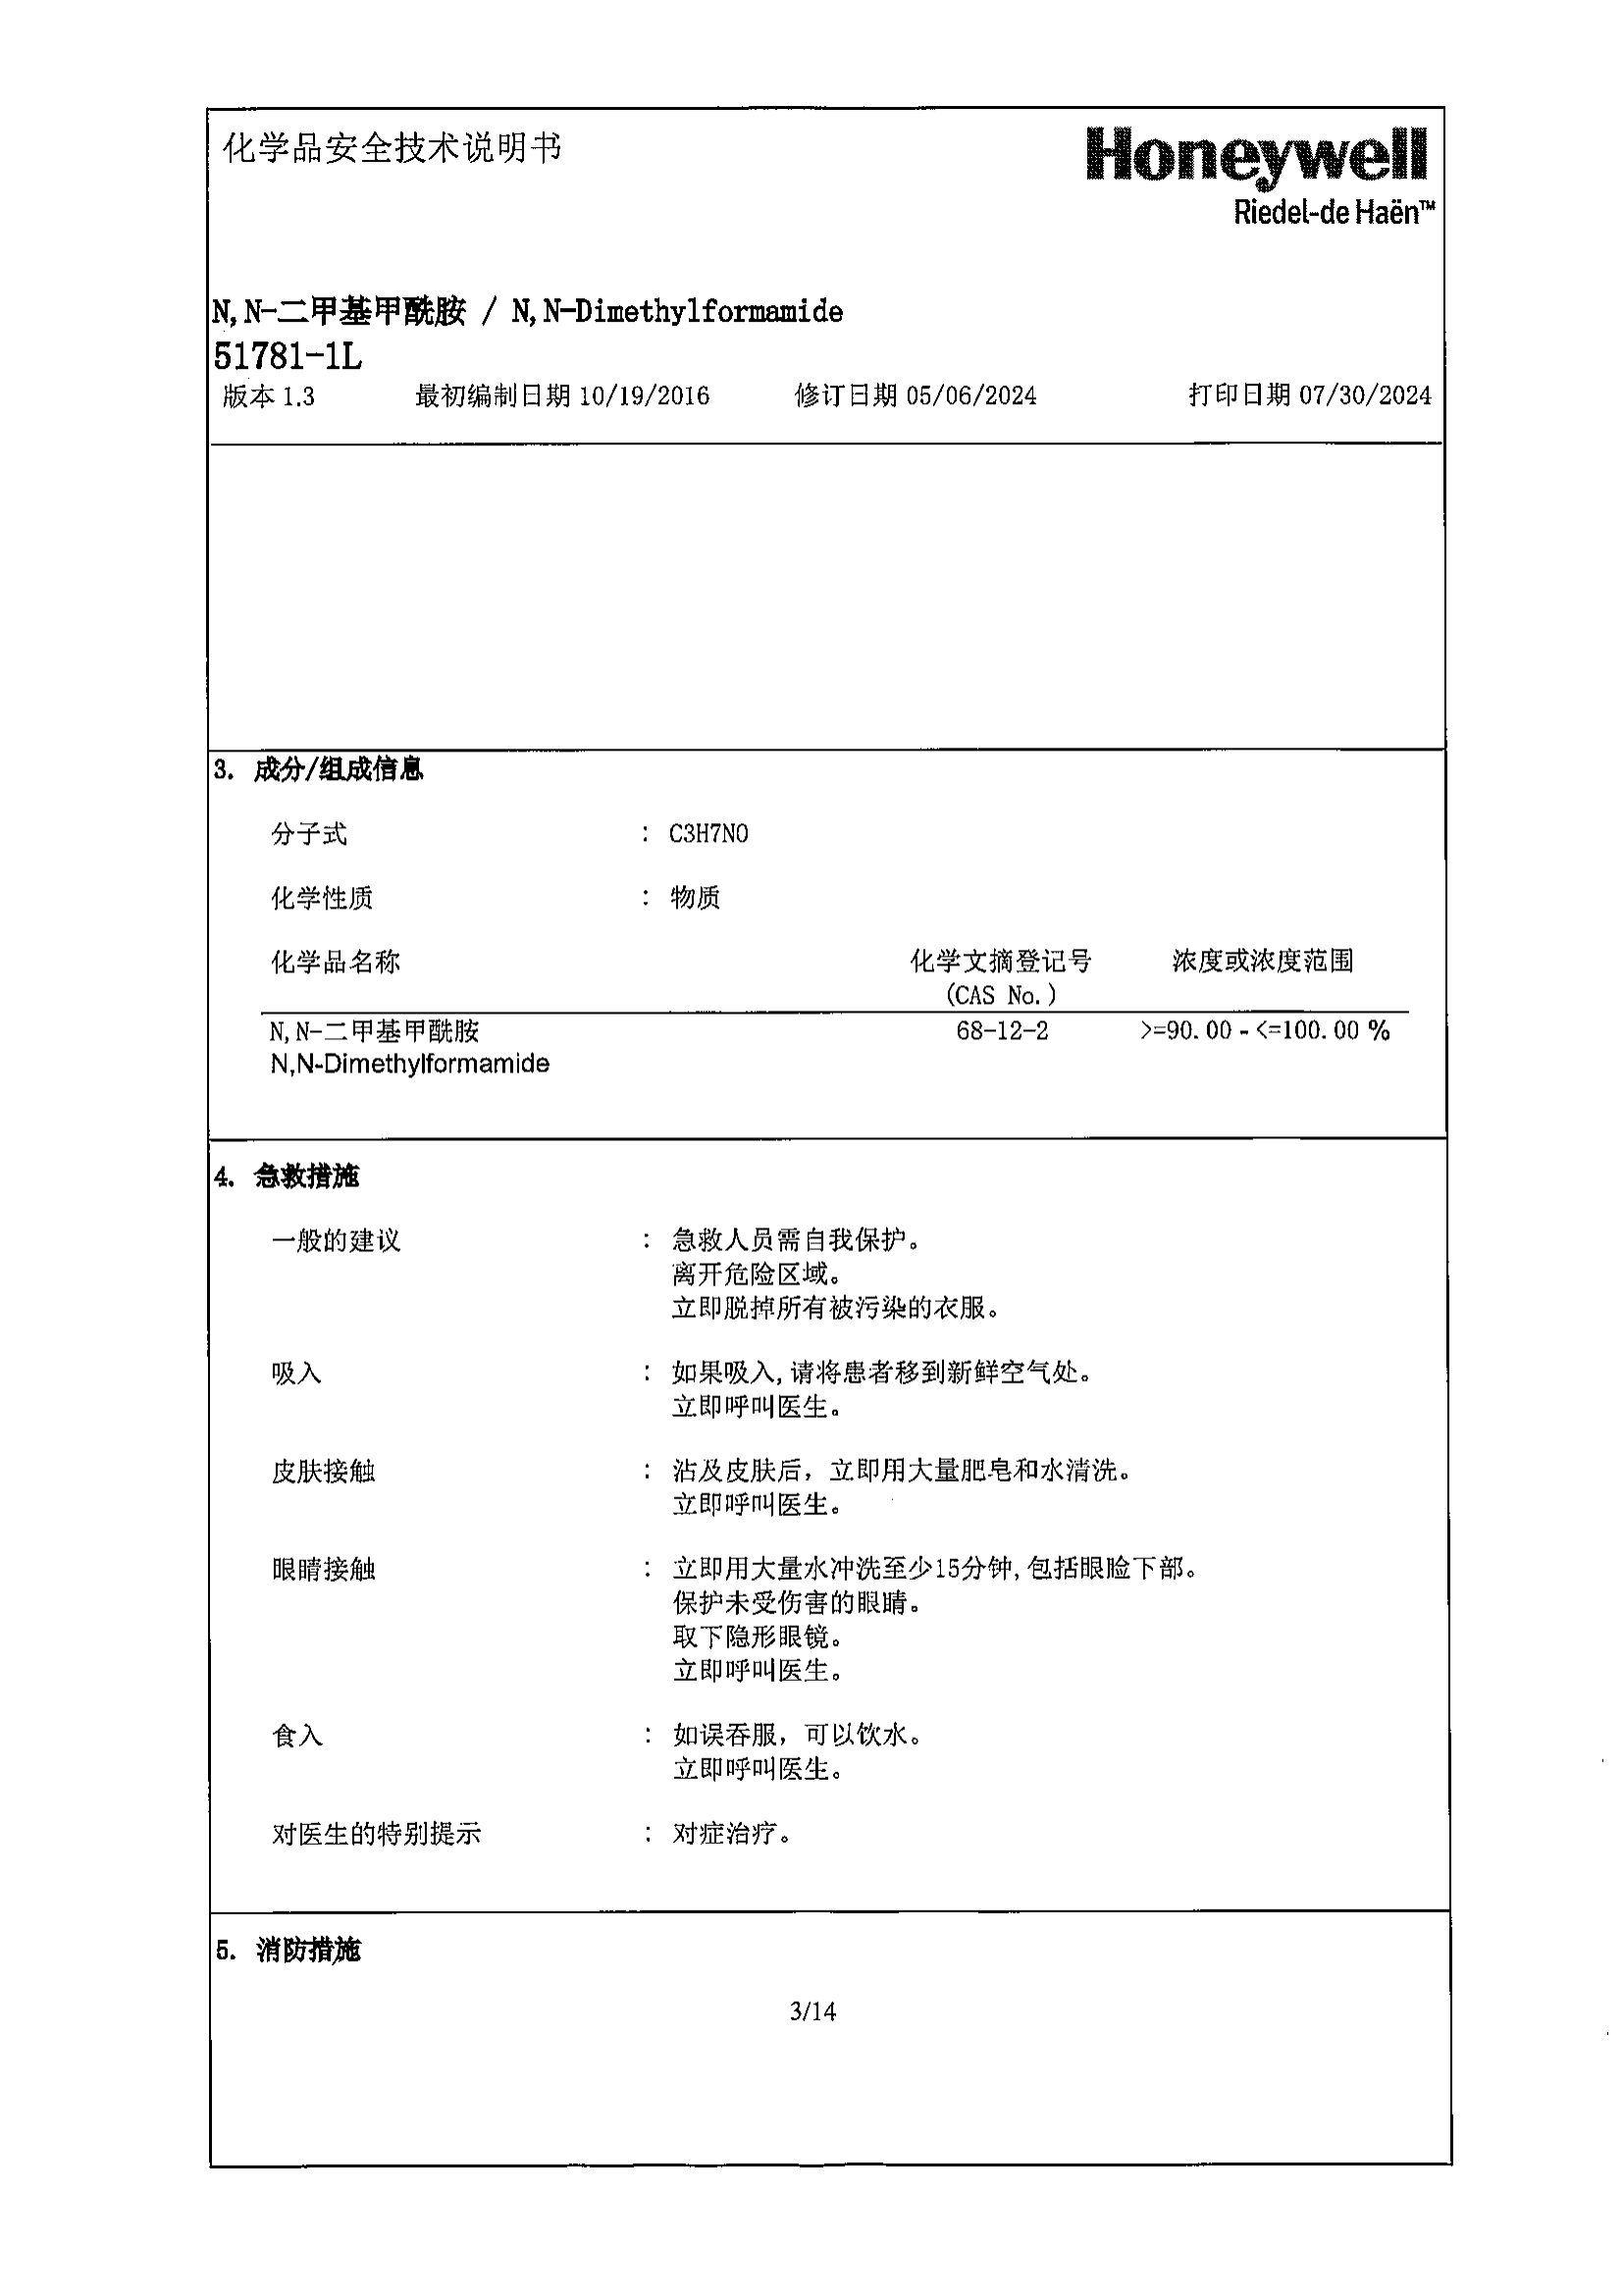 化学品安全技术说明书
Honeywell
Riedel-de Haën™
N,N-二甲基甲酰胺 / N,N-Dimethylformamide
51781-1L
版本 1.3 最初编制日期 10/19/2016 修订日期 05/06/2024 打印日期 07/30/2024
3. 成分/组成信息
分子式 : C3H7NO
化学性质 : 物质
化学品名称 化学文摘登记号 浓度或浓度范围
(CAS No.)
N,N-二甲基甲酰胺 68-12-2 >=90.00 - <=100.00 %
N,N-Dimethylformamide
4. 急救措施
一般的建议 : 急救人员需自我保护。
离开危险区域。
立即脱掉所有被污染的衣服。
吸入 : 如果吸入,请将患者移到新鲜空气处。
立即呼叫医生。
皮肤接触 : 沾及皮肤后，立即用大量肥皂和水清洗。
立即呼叫医生。
眼睛接触 : 立即用大量水冲洗至少15分钟,包括眼睑下部。
保护未受伤害的眼睛。
取下隐形眼镜。
立即呼叫医生。
食入 : 如误吞服，可以饮水。
立即呼叫医生。
对医生的特别提示 : 对症治疗。
5. 消防措施
3/14